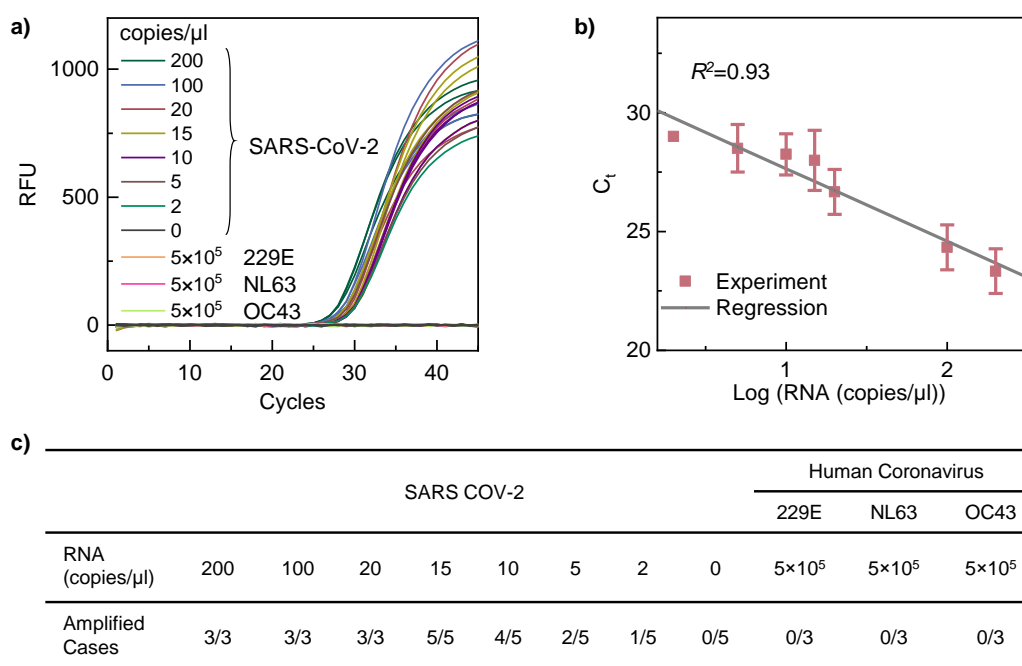 a)
copies/µl
200
100
20
15
10
5
2
0
SARS-CoV-2
5×10⁵ 229E
5×10⁵ NL63
5×10⁵ OC43
1000
500
0
RFU
0 10 20 30 40
Cycles
b)
R²=0.93
30
25
20
Cₜ
Experiment
Regression
1 2
Log (RNA (copies/µl))
c)
SARS COV-2
Human Coronavirus
229E NL63 OC43
RNA
(copies/µl) 200 100 20 15 10 5 2 0 5×10⁵ 5×10⁵ 5×10⁵
Amplified
Cases 3/3 3/3 3/3 5/5 4/5 2/5 1/5 0/5 0/3 0/3 0/3